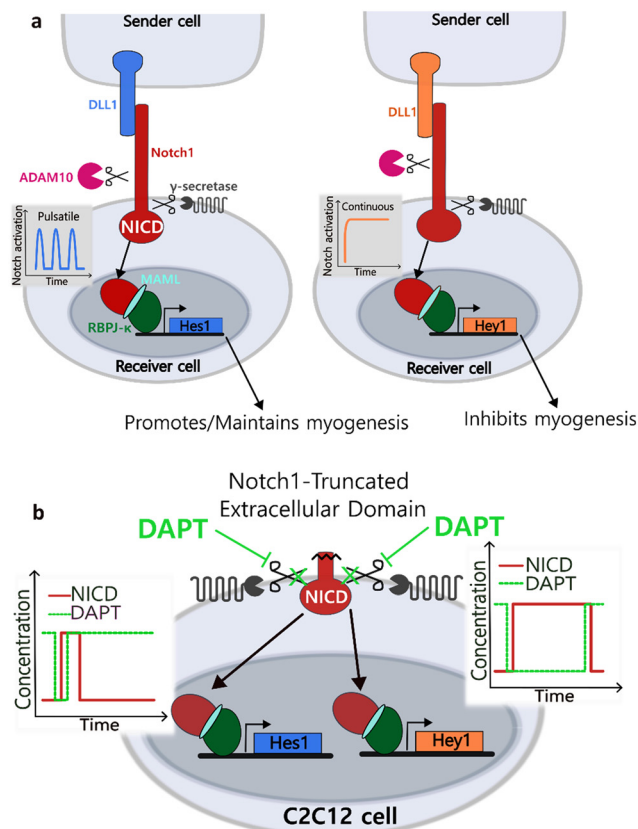 a
Sender cell
DLL1
Notch1
ADAM10
γ-secretase
Notch activation
Pulsatile
Time
NICD
MAML
RBPJ-κ
Hes1
Receiver cell
Promotes/Maintains myogenesis
Sender cell
DLL1
Notch activation
Continuous
Time
Hey1
Receiver cell
Inhibits myogenesis
b
Notch1-Truncated
Extracellular Domain
DAPT
DAPT
NICD
Concentration
NICD
DAPT
Time
Concentration
NICD
DAPT
Time
Hes1
Hey1
C2C12 cell